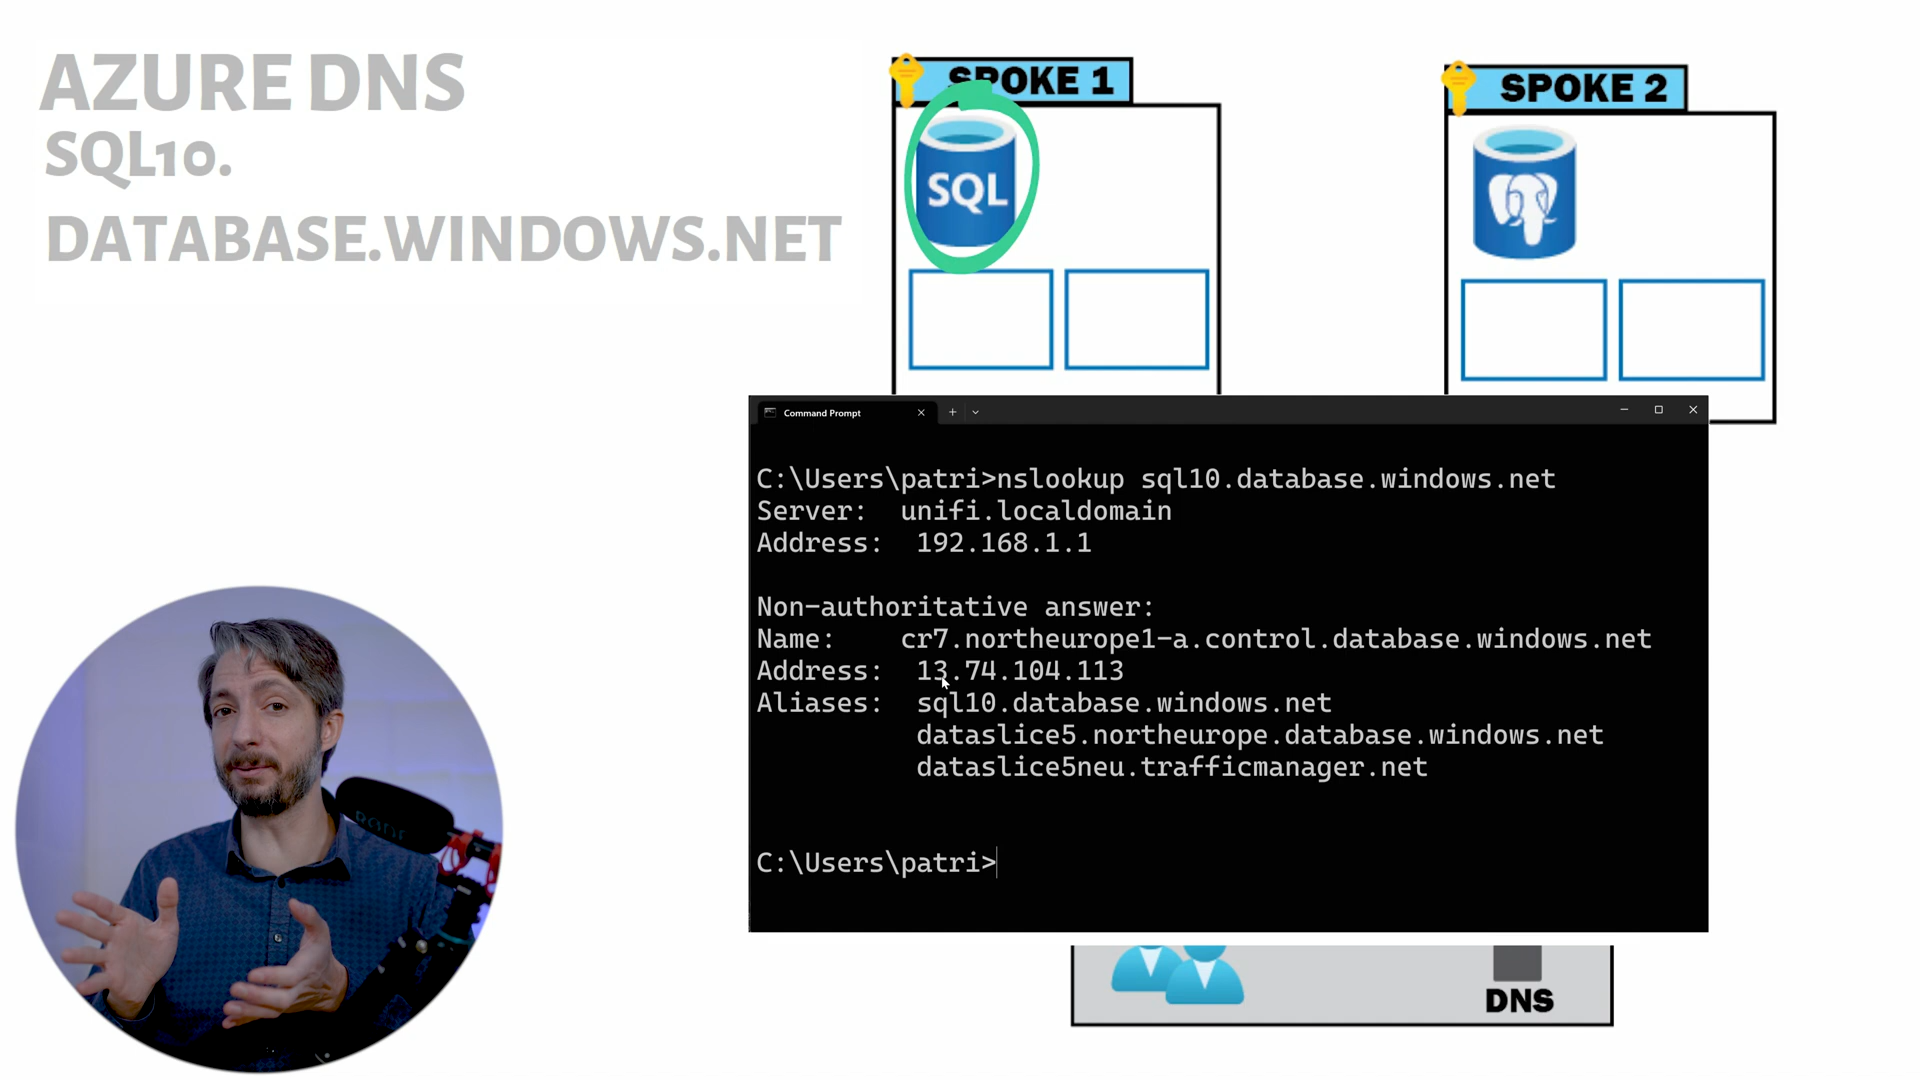 AZURE DNS
SQL10.
DATABASE.WINDOWS.NET
SPOKE 1
SPOKE 2
SQL
Command Prompt
C:\Users\patri>nslookup sql10.database.windows.net
Server:  unifi.localdomain
Address:  192.168.1.1
Non-authoritative answer:
Name:    cr7.northeurope1-a.control.database.windows.net
Address:  13.74.104.113
Aliases:  sql10.database.windows.net
dataslice5.northeurope.database.windows.net
dataslice5neu.trafficmanager.net
C:\Users\patri>
RODE
DNS